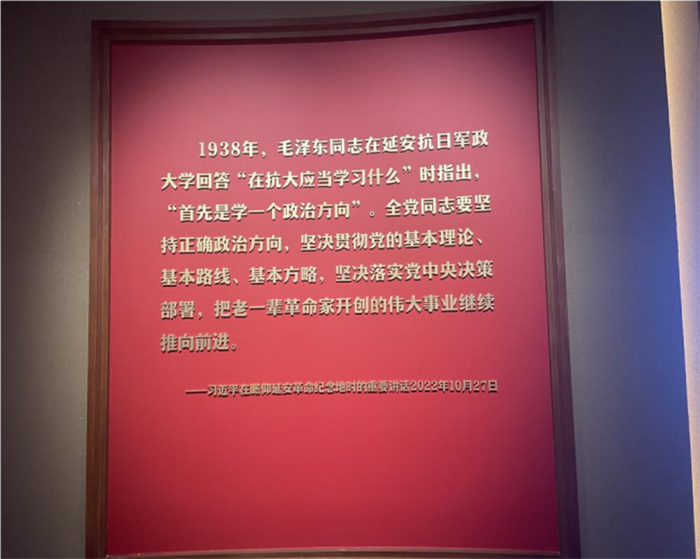 1938年，毛泽东同志在延安抗日军政
大学回答“在抗大应当学习什么”时指出，
“首先是学一个政治方向”。全党同志要坚
持正确政治方向，坚决贯彻党的基本理论、
基本路线、基本方略，坚决落实党中央决策
部署，把老一辈革命家开创的伟大事业继续
推向前进。
——习近平在瞻仰延安革命纪念地时的重要讲话2022年10月27日